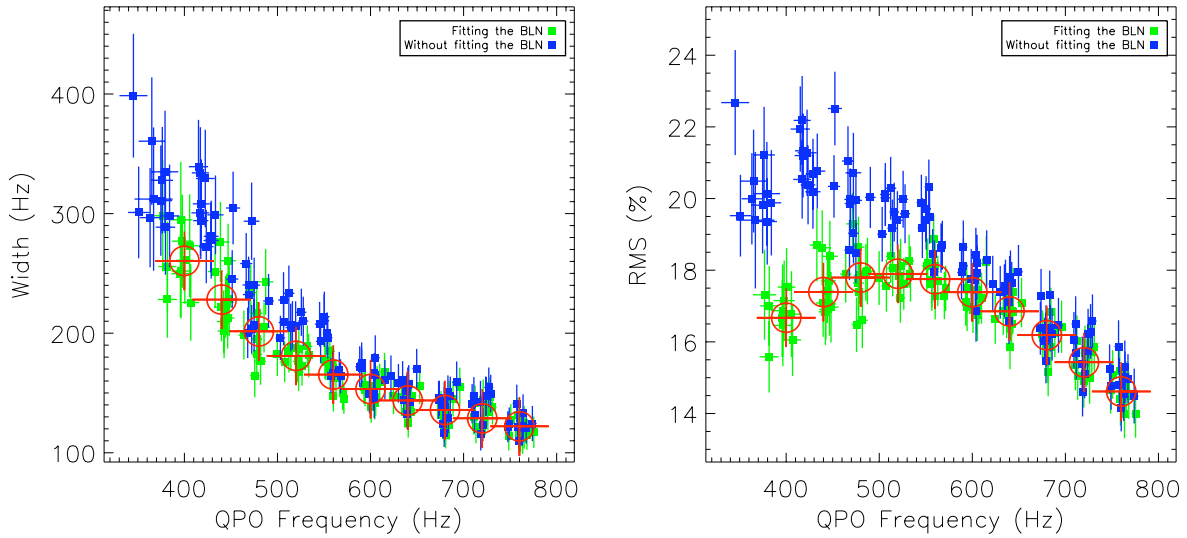 Fitting the BLN
Without fitting the BLN
Width (Hz)
400
300
200
100
400 500 600 700 800
QPO Frequency (Hz)
Fitting the BLN
Without fitting the BLN
RMS (%)
24
22
20
18
16
14
400 500 600 700 800
QPO Frequency (Hz)